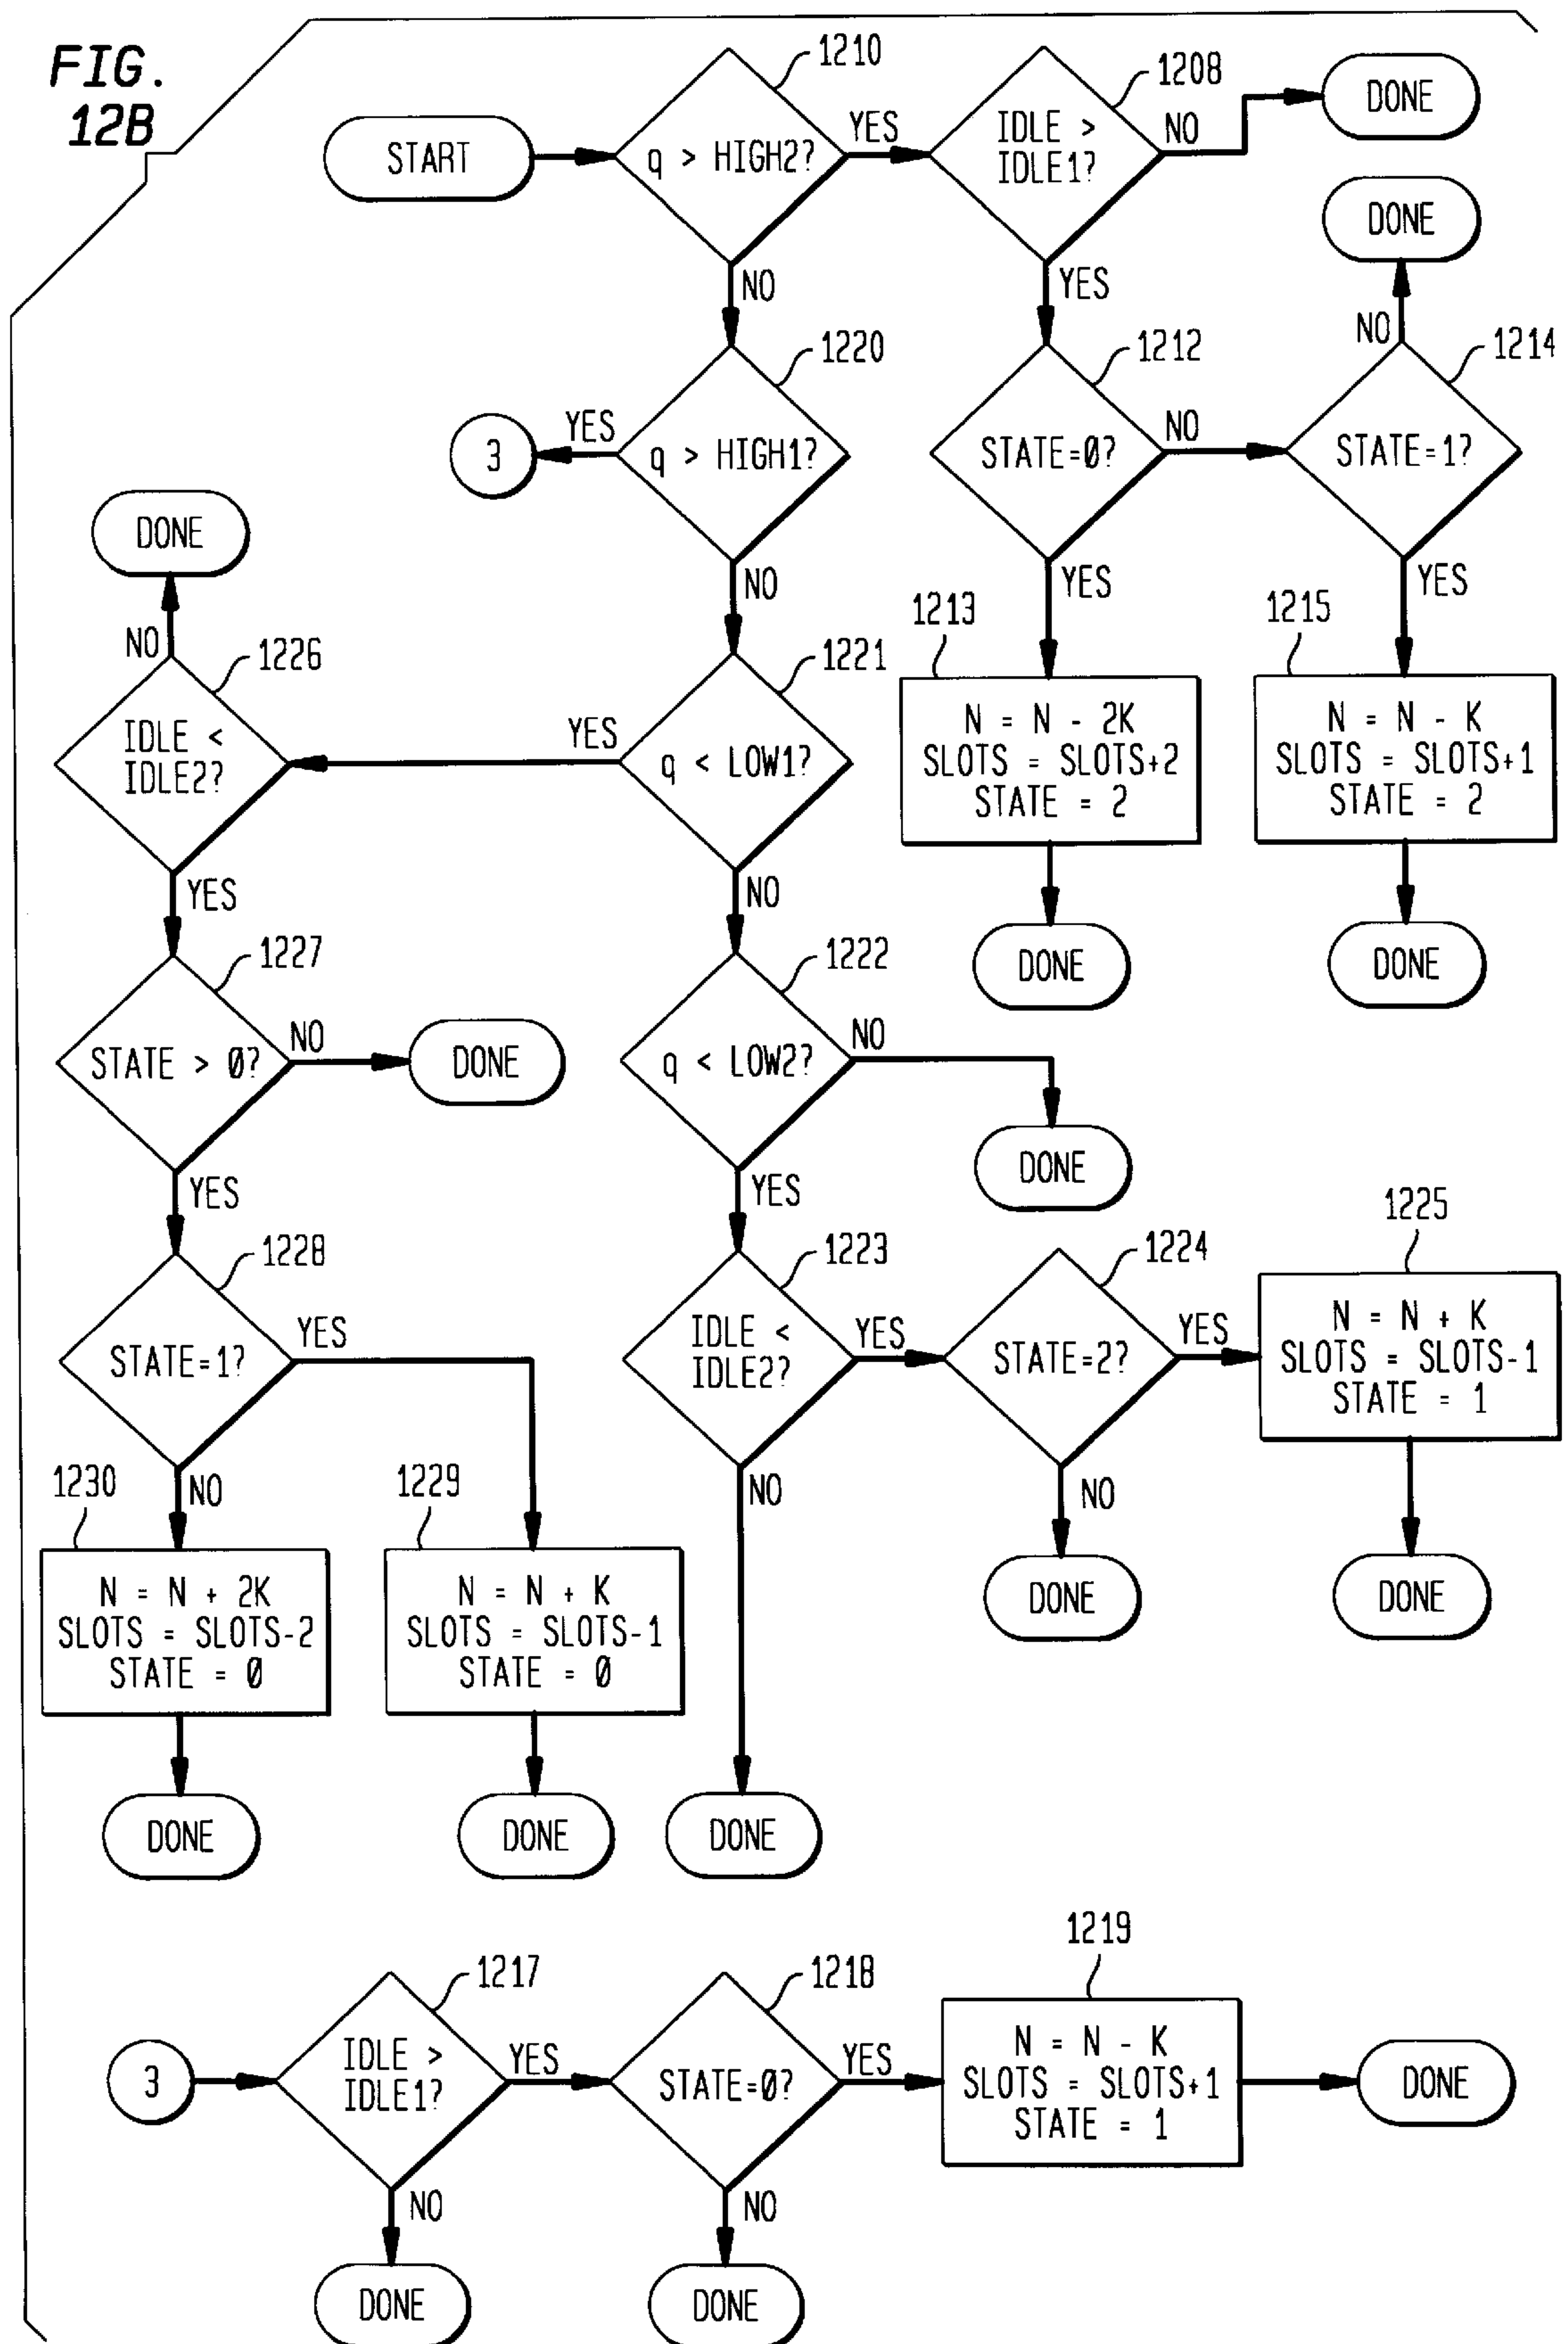 FIG.
12B
1210
1208
START
q > HIGH2?
YES
IDLE >
IDLE1?
NO
DONE
DONE
NO
YES
NO
1220
1212
1214
3
YES
q > HIGH1?
STATE=Ø?
NO
STATE=1?
DONE
NO
YES
YES
NO
1226
1221
1213
1215
IDLE <
IDLE2?
YES
q < LOW1?
N = N - 2K
SLOTS = SLOTS+2
STATE = 2
N = N - K
SLOTS = SLOTS+1
STATE = 2
YES
NO
DONE
DONE
1227
1222
STATE > Ø?
NO
DONE
q < LOW2?
NO
DONE
YES
YES
1228
1223
1224
1225
STATE=1?
YES
IDLE <
IDLE2?
YES
STATE=2?
YES
N = N + K
SLOTS = SLOTS-1
STATE = 1
NO
NO
NO
1230
1229
N = N + 2K
SLOTS = SLOTS-2
STATE = Ø
N = N + K
SLOTS = SLOTS-1
STATE = Ø
DONE
DONE
DONE
DONE
DONE
1217
1218
1219
3
IDLE >
IDLE1?
YES
STATE=Ø?
YES
N = N - K
SLOTS = SLOTS+1
STATE = 1
DONE
NO
NO
DONE
DONE